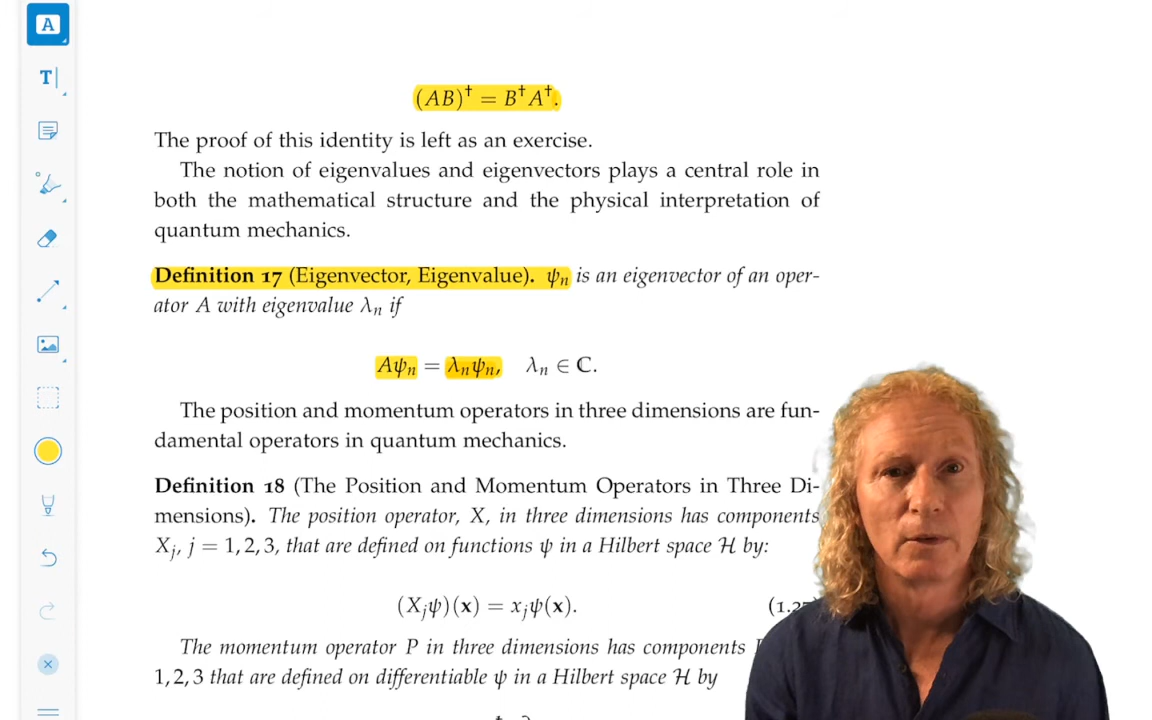 A
T
(AB)† = B†A†.
The proof of this identity is left as an exercise.
The notion of eigenvalues and eigenvectors plays a central role in
both the mathematical structure and the physical interpretation of
quantum mechanics.
Definition 17 (Eigenvector, Eigenvalue). ψₙ is an eigenvector of an oper-
ator A with eigenvalue λₙ if
Aψₙ = λₙψₙ, λₙ ∈ ℂ.
The position and momentum operators in three dimensions are fun-
damental operators in quantum mechanics.
Definition 18 (The Position and Momentum Operators in Three Di-
mensions). The position operator, X, in three dimensions has components
Xⱼ, j = 1, 2, 3, that are defined on functions ψ in a Hilbert space ℋ by:
(Xⱼψ)(x) = xⱼψ(x).
The momentum operator P in three dimensions has components
1, 2, 3 that are defined on differentiable ψ in a Hilbert space ℋ by